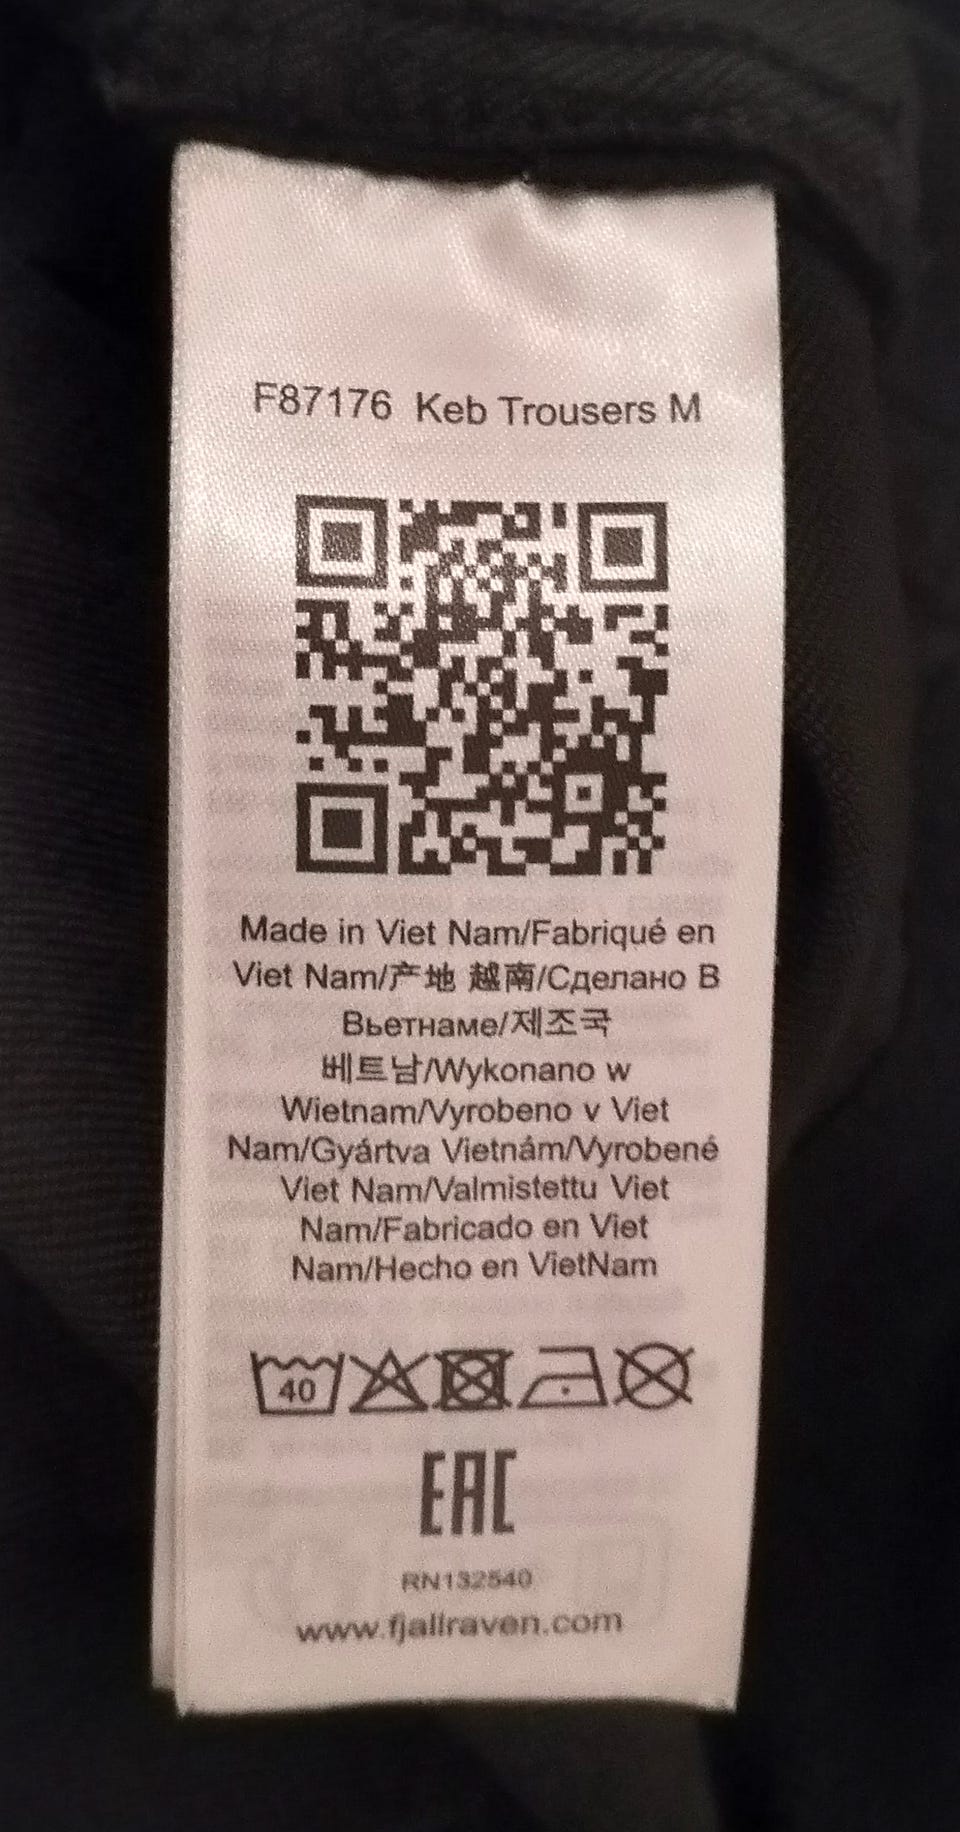 F87176 Keb Trousers M
Made in Viet Nam/Fabriqué en
Viet Nam/产地 越南/Сделано В
Вьетнаме/제조국
베트남/Wykonano w
Wietnam/Vyrobeno v Viet
Nam/Gyártva Vietnám/Vyrobené
Viet Nam/Valmistettu Viet
Nam/Fabricado en Viet
Nam/Hecho en VietNam
40
EAC
RN132540
www.fjallraven.com